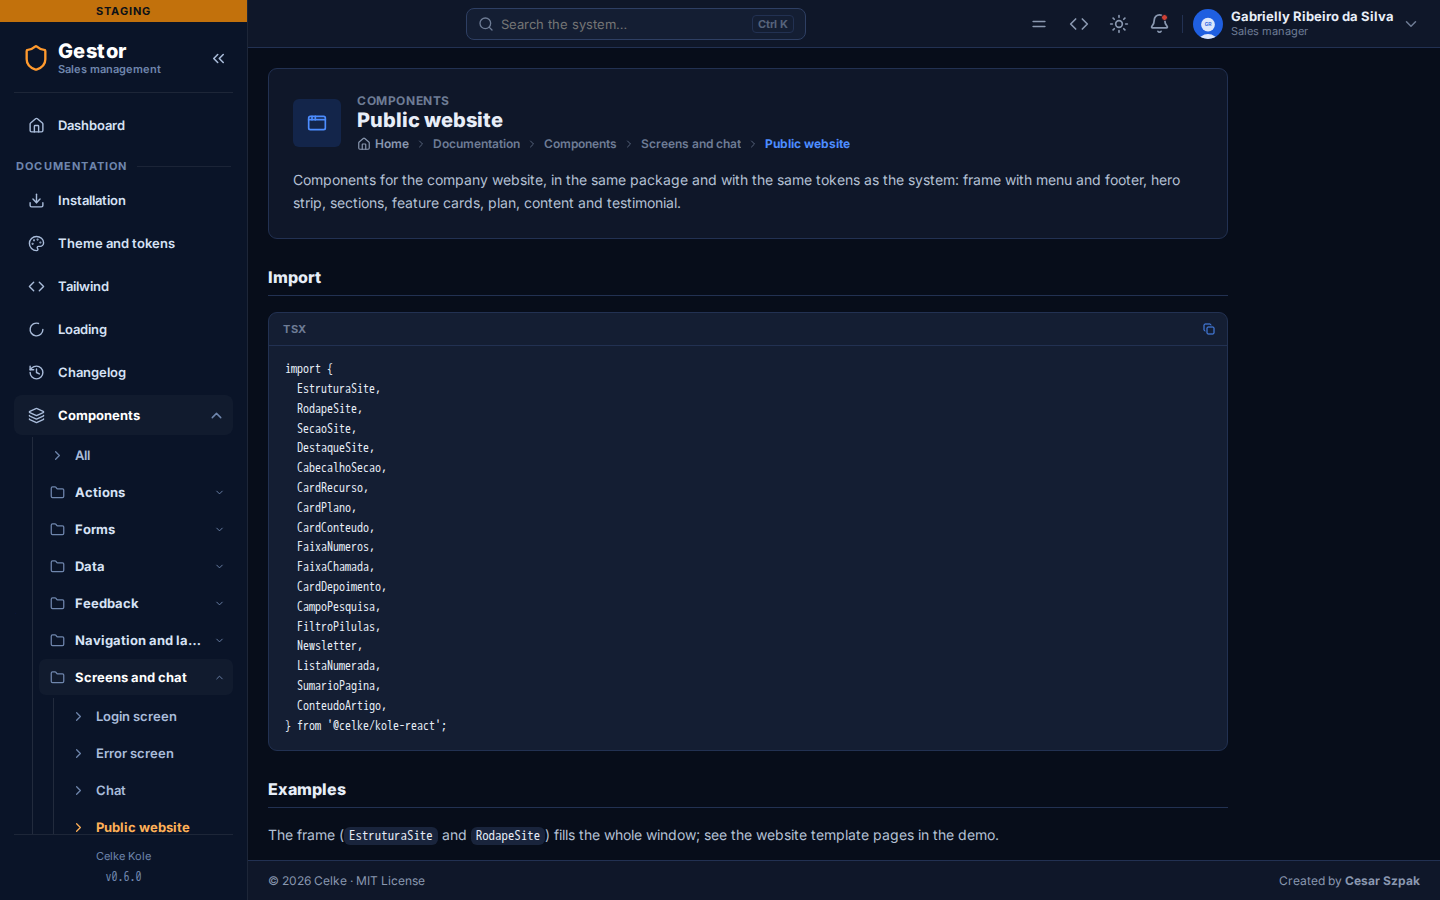 STAGING
Gestor
Sales management
Dashboard
DOCUMENTATION
Installation
Theme and tokens
Tailwind
Loading
Changelog
Components
All
Actions
Forms
Data
Feedback
Navigation and la...
Screens and chat
Login screen
Error screen
Chat
Public website
Celke Kole
v0.6.0
Search the system...
Ctrl K
GR
Gabrielly Ribeiro da Silva
Sales manager
COMPONENTS
Public website
Home > Documentation > Components > Screens and chat > Public website
Components for the company website, in the same package and with the same tokens as the system: frame with menu and footer, hero
strip, sections, feature cards, plan, content and testimonial.
Import
TSX
import {
  EstruturaSite,
  RodapeSite,
  SecaoSite,
  DestaqueSite,
  CabecalhoSecao,
  CardRecurso,
  CardPlano,
  CardConteudo,
  FaixaNumeros,
  FaixaChamada,
  CardDepoimento,
  CampoPesquisa,
  FiltroPilulas,
  Newsletter,
  ListaNumerada,
  SumarioPagina,
  ConteudoArtigo,
} from '@celke/kole-react';
Examples
The frame (EstruturaSite and RodapeSite) fills the whole window; see the website template pages in the demo.
© 2026 Celke · MIT License
Created by Cesar Szpak